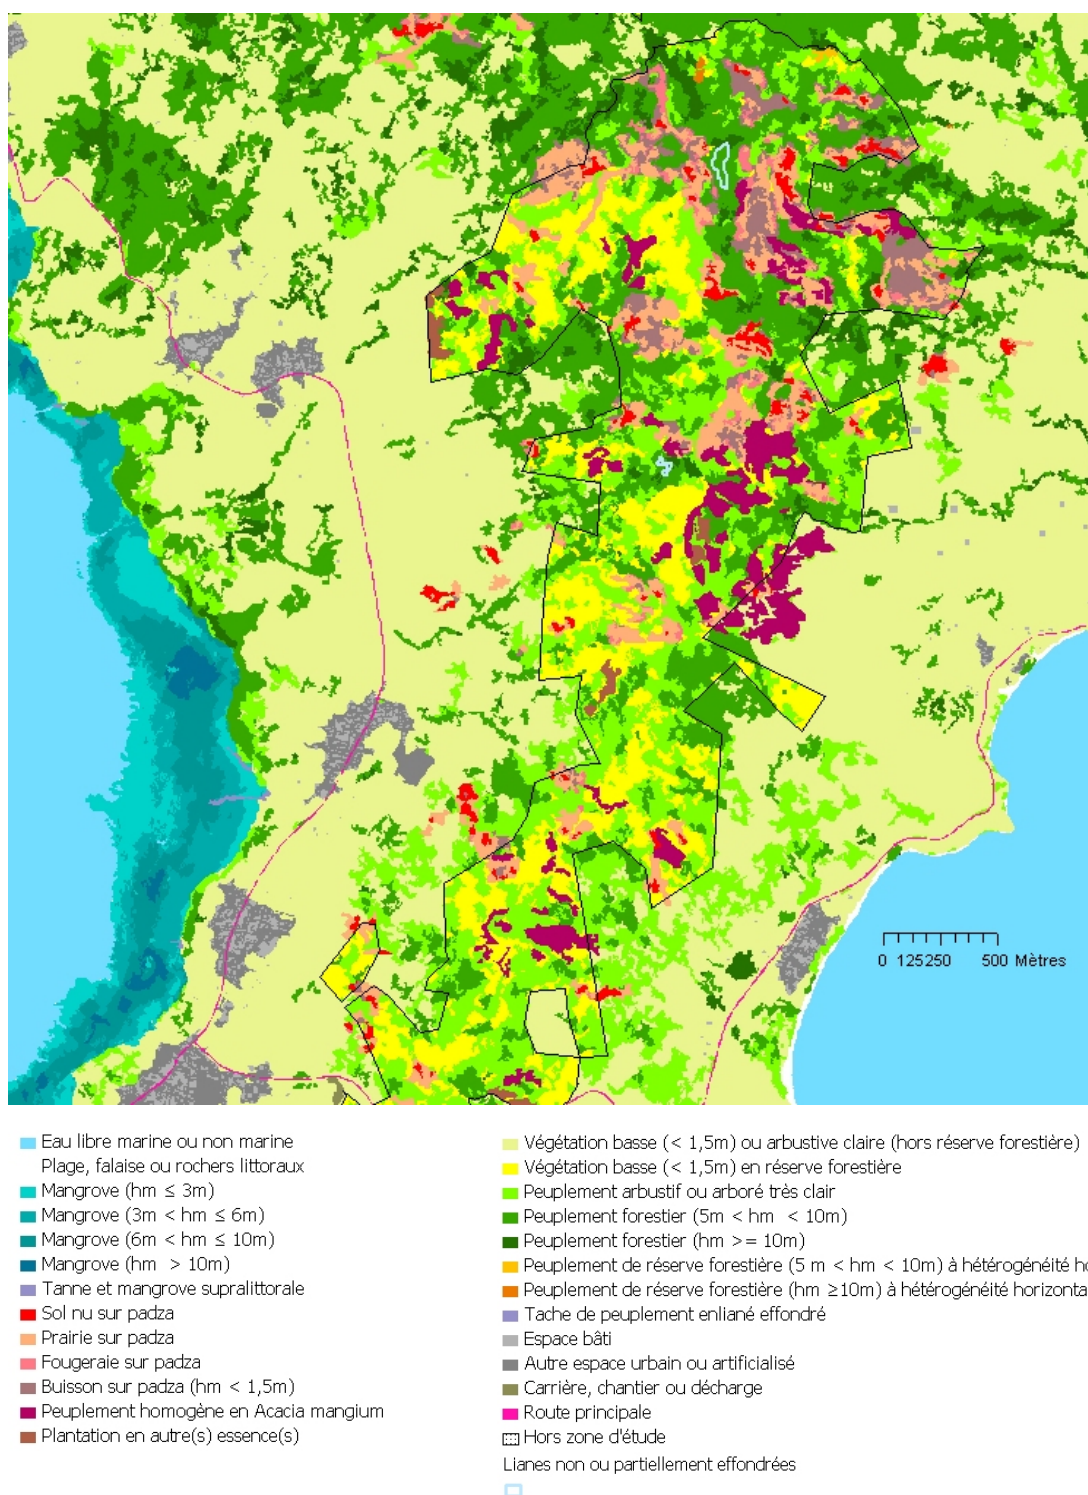 0 125250 500 Mètres
Eau libre marine ou non marine
Plage, falaise ou rochers littoraux
Mangrove (hm ≤ 3m)
Mangrove (3m < hm ≤ 6m)
Mangrove (6m < hm ≤ 10m)
Mangrove (hm > 10m)
Tanne et mangrove supralittorale
Sol nu sur padza
Prairie sur padza
Fougeraie sur padza
Buisson sur padza (hm < 1,5m)
Peuplement homogène en Acacia mangium
Plantation en autre(s) essence(s)
Végétation basse (< 1,5m) ou arbustive claire (hors réserve forestière)
Végétation basse (< 1,5m) en réserve forestière
Peuplement arbustif ou arboré très clair
Peuplement forestier (5m < hm < 10m)
Peuplement forestier (hm >= 10m)
Peuplement de réserve forestière (5 m < hm < 10m) à hétérogénéité
Peuplement de réserve forestière (hm ≥10m) à hétérogénéité
Tache de peuplement enliané effondré
Espace bâti
Autre espace urbain ou artificialisé
Carrière, chantier ou décharge
Route principale
Hors zone d'étude
Lianes non ou partiellement effondrées